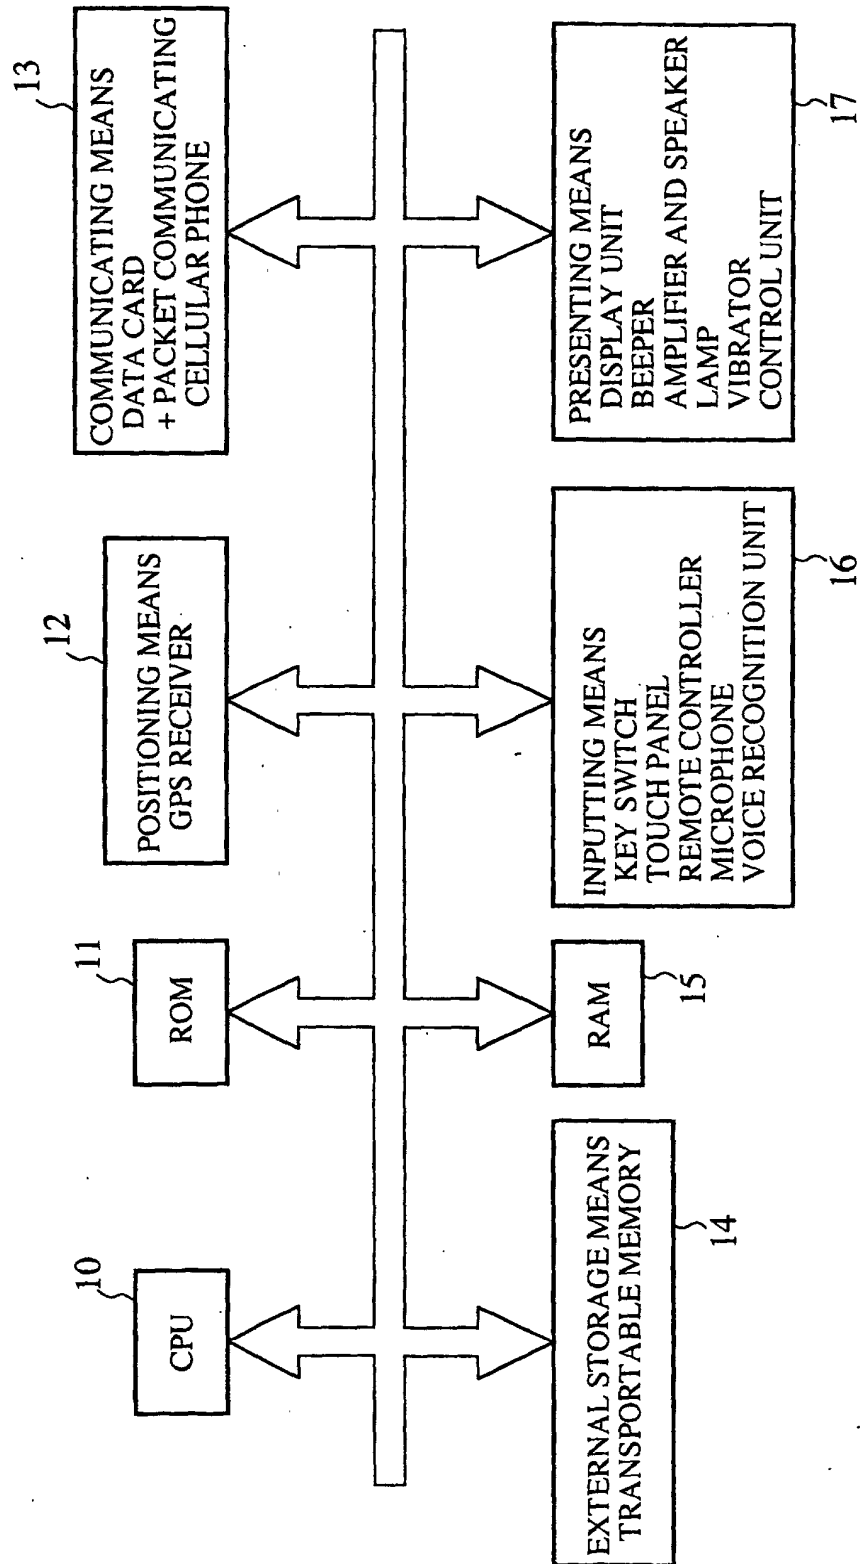 10
CPU
11
ROM
12
POSITIONING MEANS
GPS RECEIVER
13
COMMUNICATING MEANS
DATA CARD
+ PACKET COMMUNICATING
CELLULAR PHONE
EXTERNAL STORAGE MEANS
TRANSPORTABLE MEMORY
14
RAM
15
INPUTTING MEANS
KEY SWITCH
TOUCH PANEL
REMOTE CONTROLLER
MICROPHONE
VOICE RECOGNITION UNIT
16
PRESENTING MEANS
DISPLAY UNIT
BEEPER
AMPLIFIER AND SPEAKER
LAMP
VIBRATOR
CONTROL UNIT
17